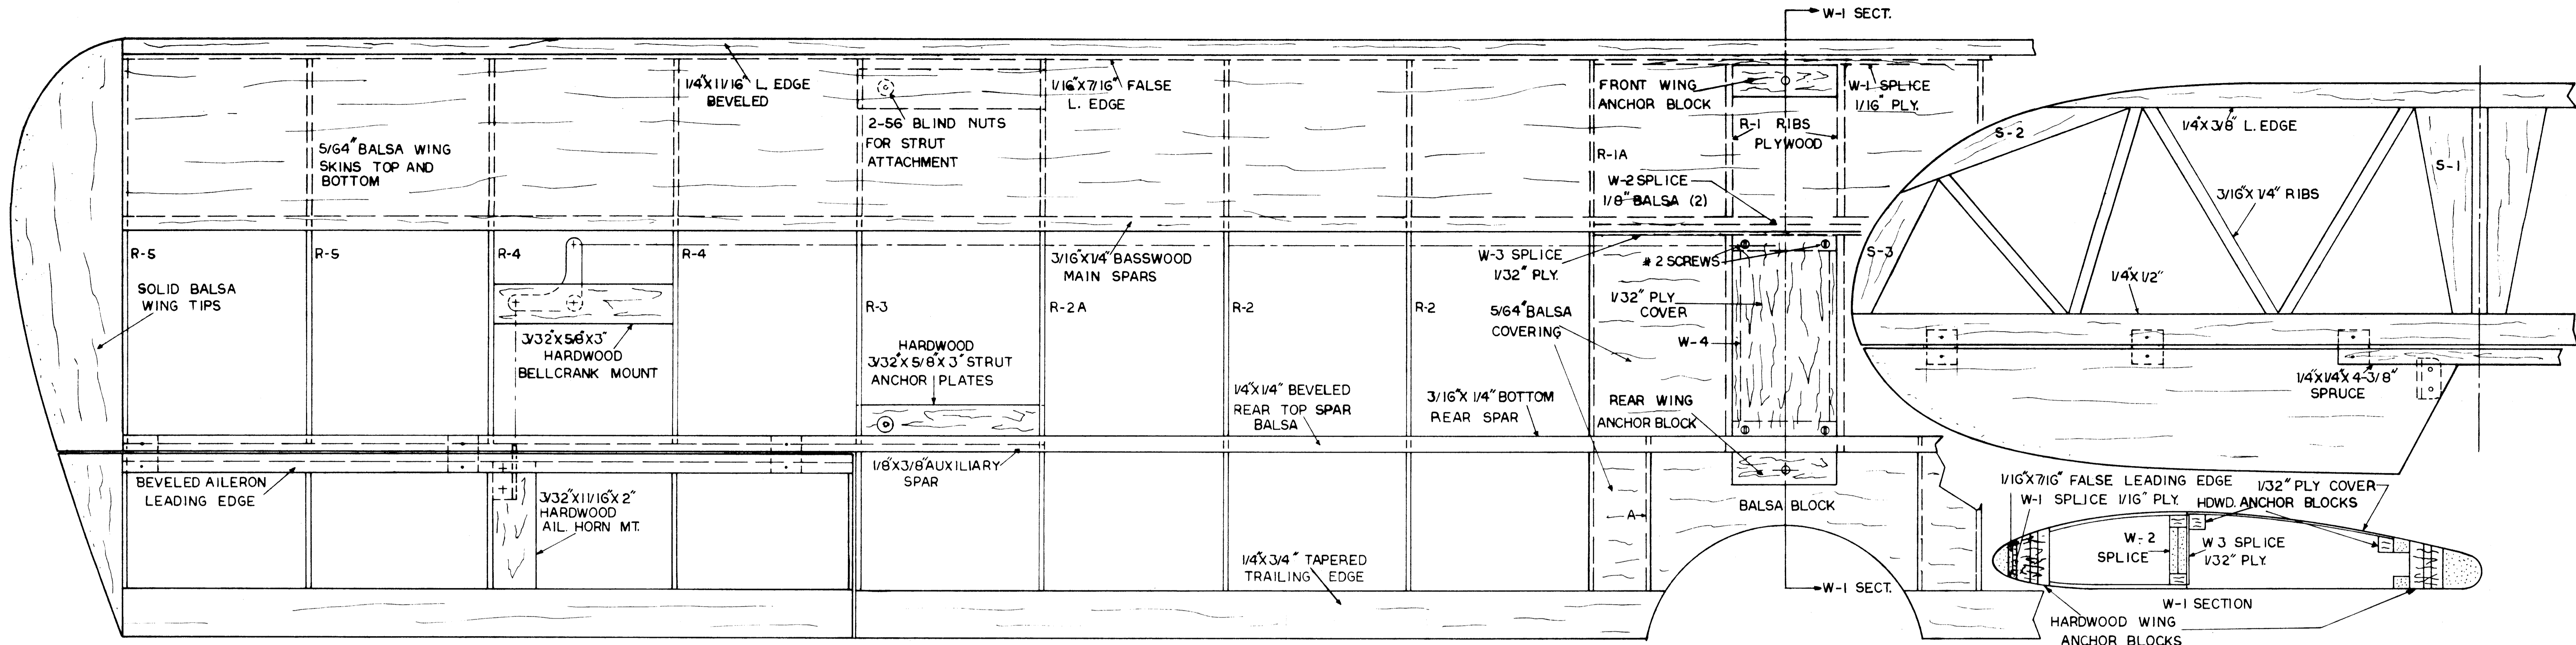 W-1 SECT.
1/4"X11/16" L. EDGE
BEVELED
1/16"X7/16" FALSE
L. EDGE
FRONT WING
ANCHOR BLOCK
W-1 SPLICE
1/16" PLY.
2-56 BLIND NUTS
FOR STRUT
ATTACHMENT
5/64" BALSA WING
SKINS TOP AND
BOTTOM
R-1 RIBS
PLYWOOD
R-1A
W-2 SPLICE
1/8" BALSA (2)
S-2
1/4"X3/8" L.EDGE
S-1
3/16"X1/4" RIBS
S-3
1/4"X1/2"
1/4"X1/4"X4-3/8"
SPRUCE
R-5
R-5
R-4
R-4
3/16"X1/4" BASSWOOD
MAIN SPARS
W-3 SPLICE
1/32" PLY.
#2 SCREWS
SOLID BALSA
WING TIPS
R-3
R-2A
R-2
R-2
5/64" BALSA
COVERING
1/32" PLY
COVER
W-4
3/32"X5/8"X3"
HARDWOOD
BELLCRANK MOUNT
HARDWOOD
3/32"X5/8"X3" STRUT
ANCHOR PLATES
1/4"X1/4" BEVELED
REAR TOP SPAR
BALSA
3/16"X1/4" BOTTOM
REAR SPAR
REAR WING
ANCHOR BLOCK
BEVELED AILERON
LEADING EDGE
1/8"X3/8" AUXILIARY
SPAR
3/32"X11/16"X2"
HARDWOOD
AIL. HORN MT.
A
BALSA BLOCK
1/4"X3/4" TAPERED
TRAILING EDGE
W-1 SECT.
1/16"X7/16" FALSE LEADING EDGE
W-1 SPLICE 1/16" PLY.
1/32" PLY COVER
HDWD. ANCHOR BLOCKS
W-2
SPLICE
W3 SPLICE
1/32" PLY.
W-1 SECTION
HARDWOOD WING
ANCHOR BLOCKS